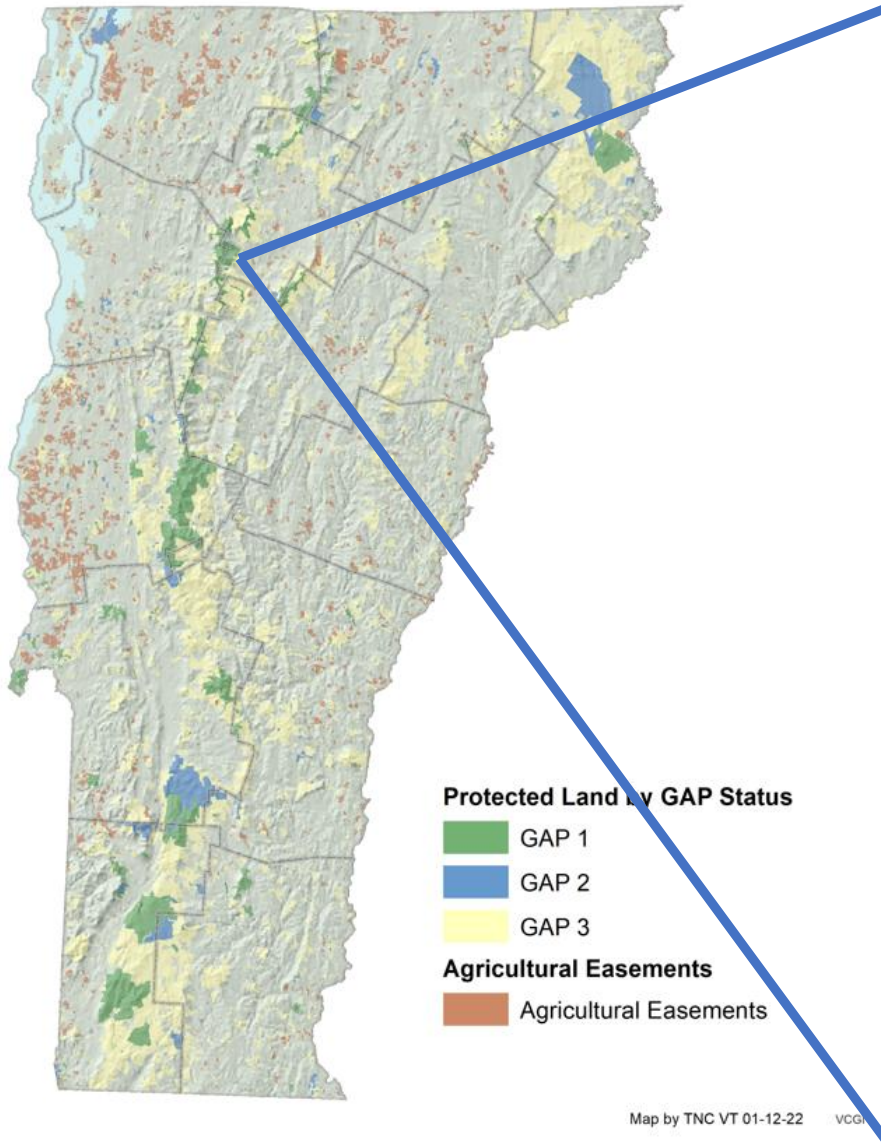 Protected Land by GAP Status
GAP 1
GAP 2
GAP 3
Agricultural Easements
Agricultural Easements
Map by TNC VT 01-12-22